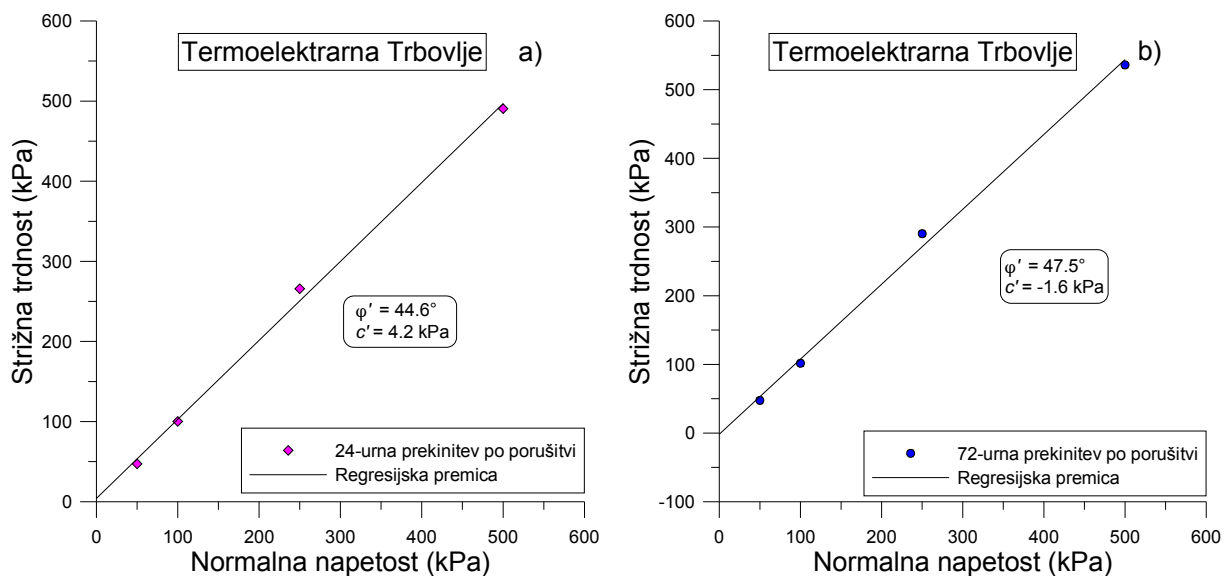 Termoelektrarna Trbovlje
a)
Strižna trdnost (kPa)
600
500
400
300
200
100
0
φ' = 44.6°
c' = 4.2 kPa
24-urna prekinitev po porušitvi
Regresijska premica
0 100 200 300 400 500 600
Normalna napetost (kPa)
Termoelektrarna Trbovlje
b)
Strižna trdnost (kPa)
600
500
400
300
200
100
0
-100
φ' = 47.5°
c' = -1.6 kPa
72-urna prekinitev po porušitvi
Regresijska premica
0 100 200 300 400 500 600
Normalna napetost (kPa)